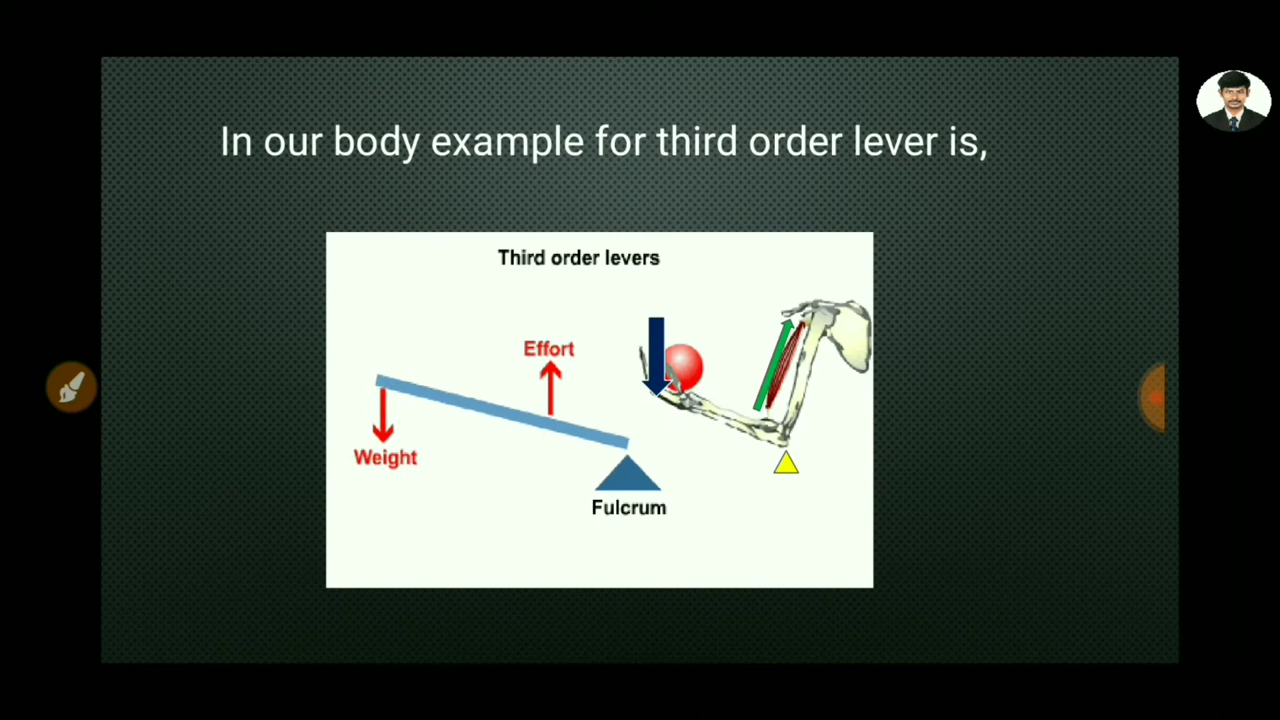 In our body example for third order lever is,
Third order levers
Effort
Weight
Fulcrum